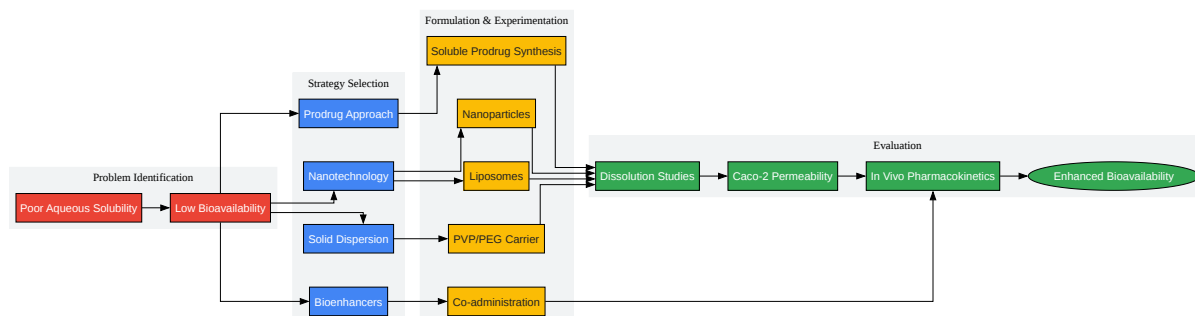 Problem Identification
Poor Aqueous Solubility
Low Bioavailability
Strategy Selection
Prodrug Approach
Nanotechnology
Solid Dispersion
Bioenhancers
Formulation & Experimentation
Soluble Prodrug Synthesis
Nanoparticles
Liposomes
PVP/PEG Carrier
Co-administration
Evaluation
Dissolution Studies
Caco-2 Permeability
In Vivo Pharmacokinetics
Enhanced Bioavailability